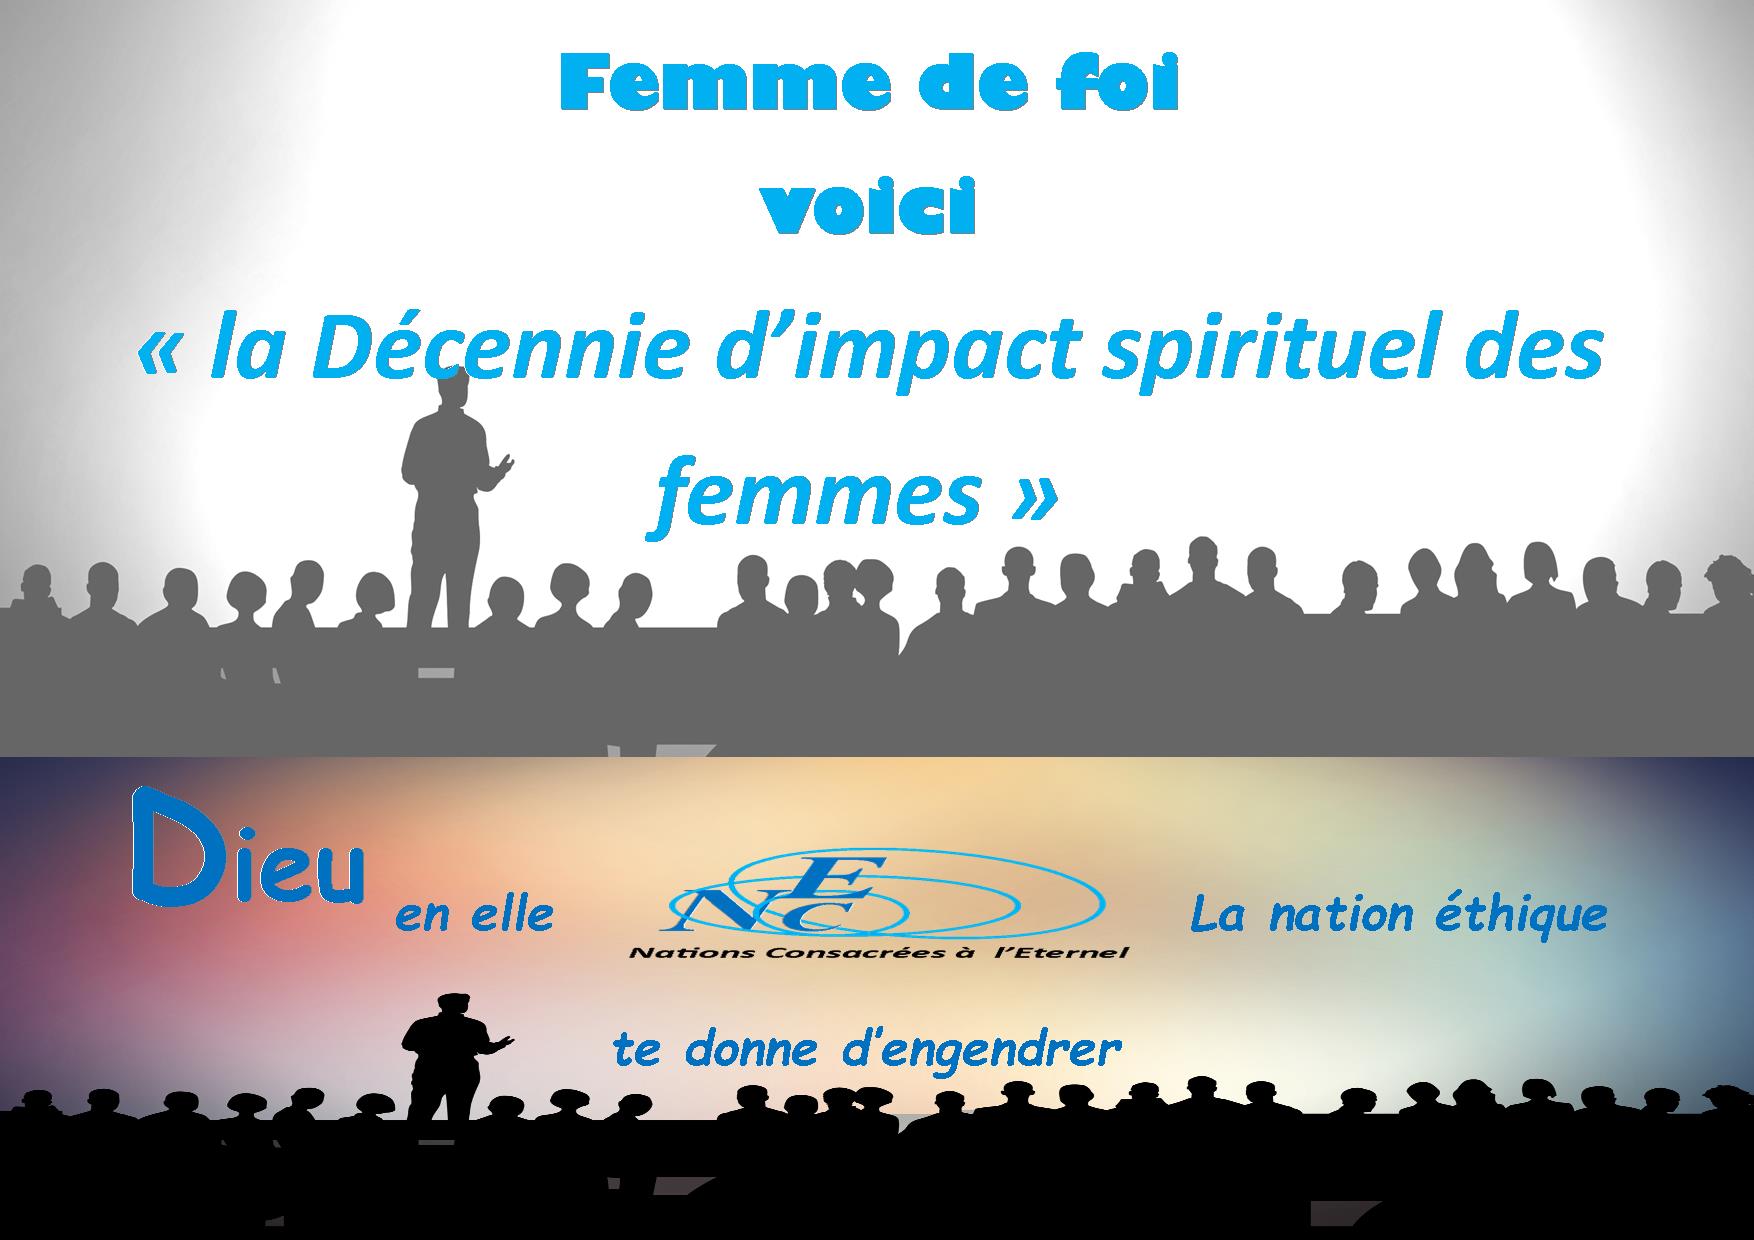 Femme de foi
voici
« la Décennie d’impact spirituel des
femmes »
Dieu en elle
NEC
Nations Consacrées à l’Eternel
La nation éthique
te donne d’engendrer